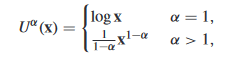 U^α(x) = { log x    α = 1,
1/(1−α) x^{1−α}    α > 1,